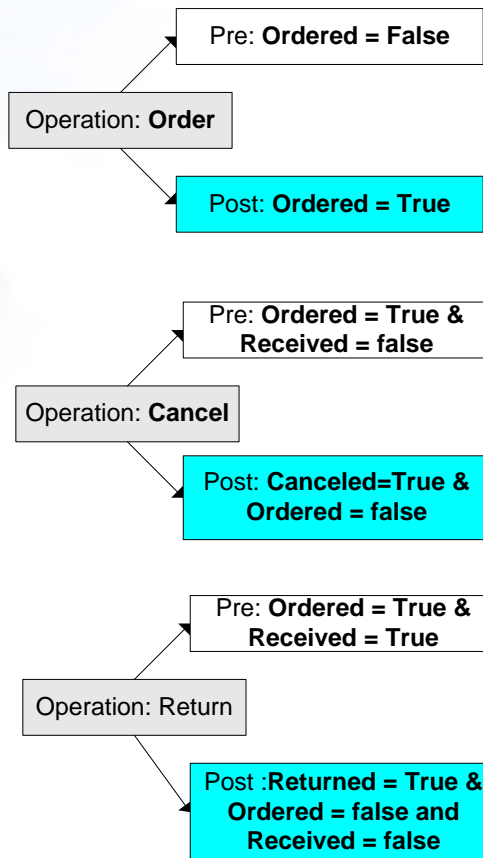 Pre: Ordered = False
Operation: Order
Post: Ordered = True
Pre: Ordered = True &
Received = false
Operation: Cancel
Post: Canceled=True &
Ordered = false
Pre: Ordered = True &
Received = True
Operation: Return
Post :Returned = True &
Ordered = false and
Received = false